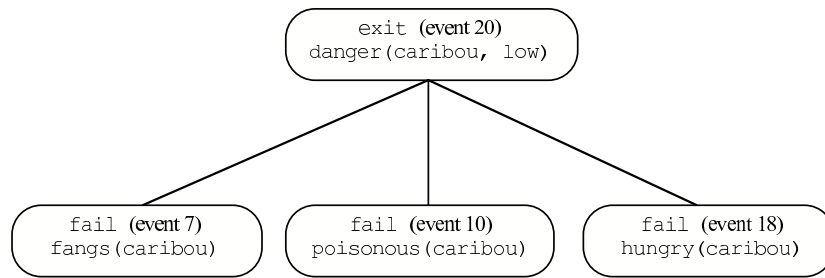 exit (event 20)
danger(caribou, low)
fail (event 7)
fangs(caribou)
fail (event 10)
poisonous(caribou)
fail (event 18)
hungry(caribou)